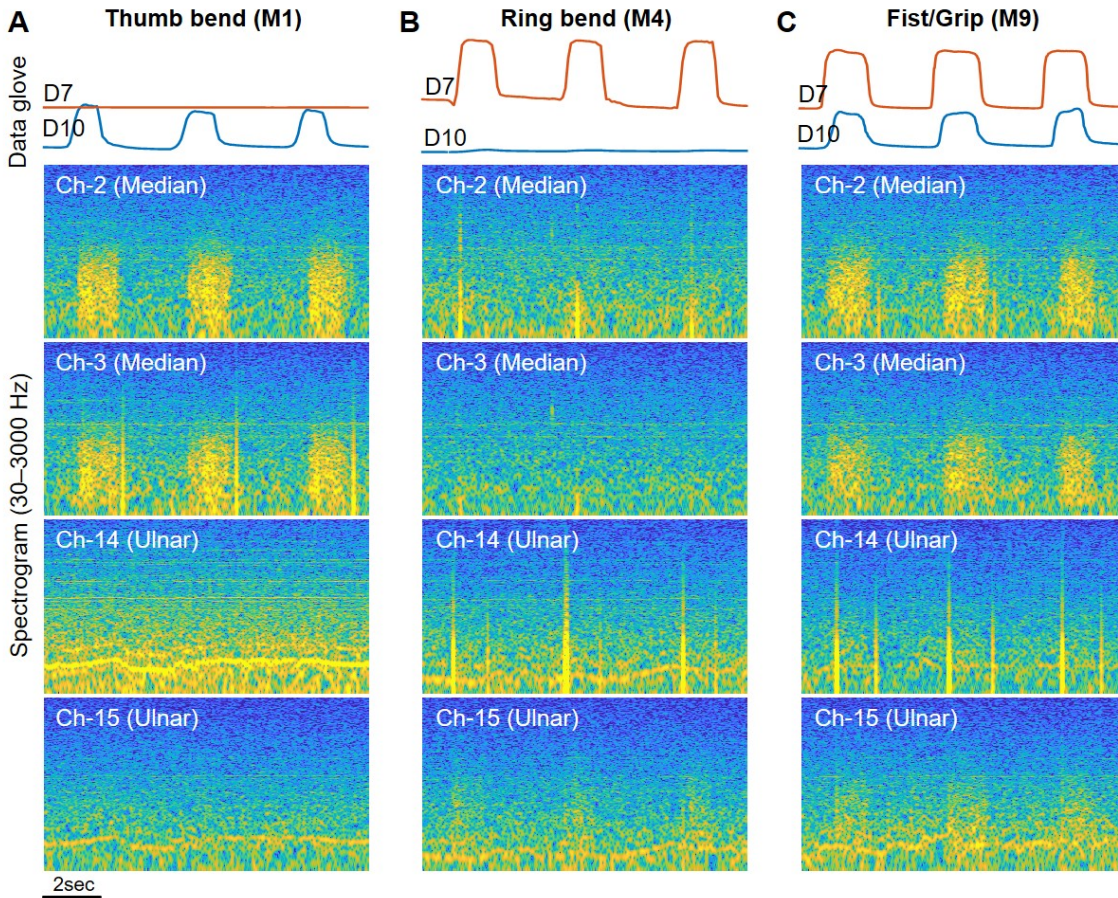 A
Thumb bend (M1)
B
Ring bend (M4)
C
Fist/Grip (M9)
Data glove
D7
D10
D7
D10
D7
D10
Spectrogram (30–3000 Hz)
Ch-2 (Median)
Ch-2 (Median)
Ch-2 (Median)
Ch-3 (Median)
Ch-3 (Median)
Ch-3 (Median)
Ch-14 (Ulnar)
Ch-14 (Ulnar)
Ch-14 (Ulnar)
Ch-15 (Ulnar)
Ch-15 (Ulnar)
Ch-15 (Ulnar)
2sec